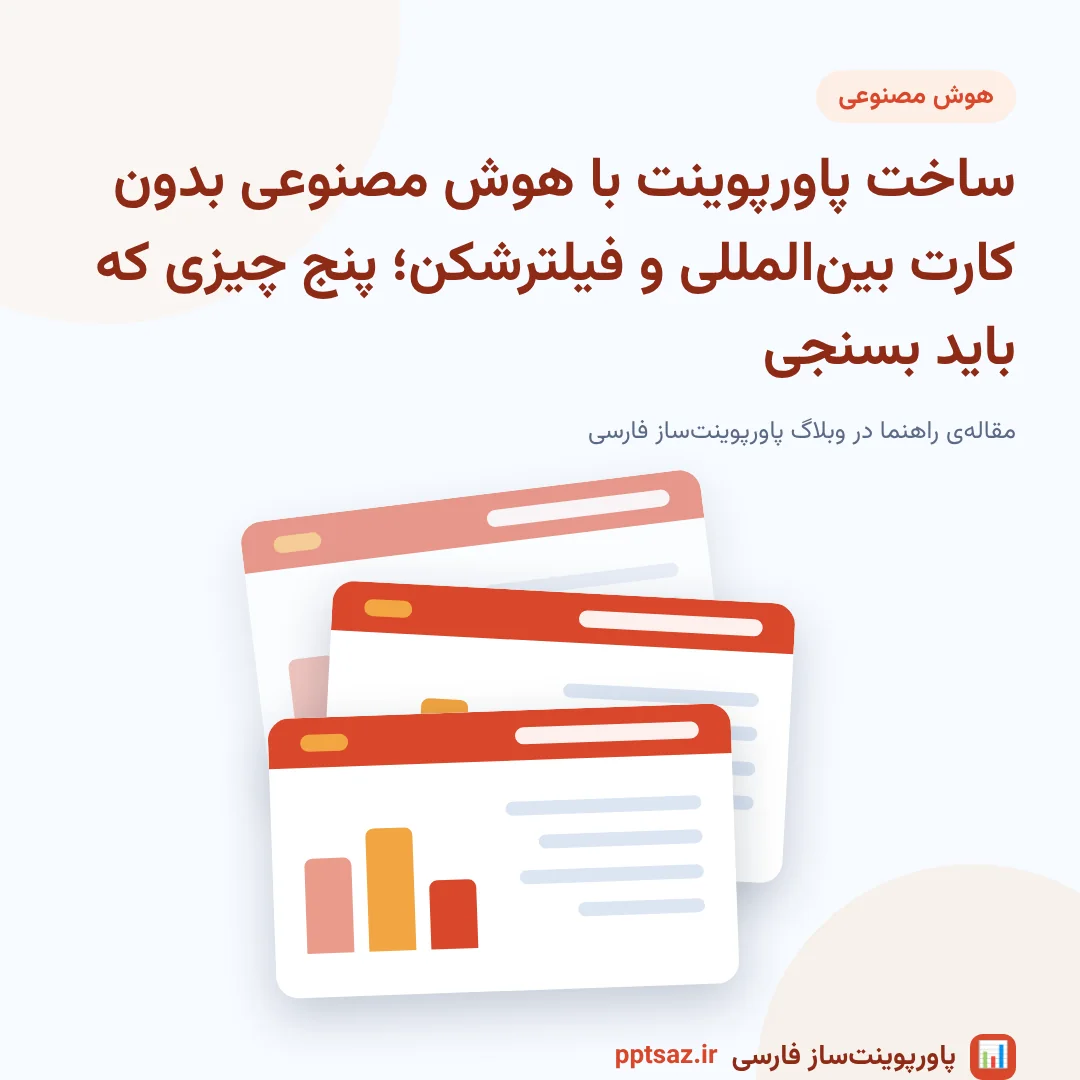 هوش مصنوعی
ساخت پاورپوینت با هوش مصنوعی بدون
کارت بین‌المللی و فیلترشکن؛ پنج چیزی که
باید بسنجی
مقاله‌ی راهنما در وبلاگ پاورپوینت‌ساز فارسی
پاورپوینت‌ساز فارسی pptsaz.ir